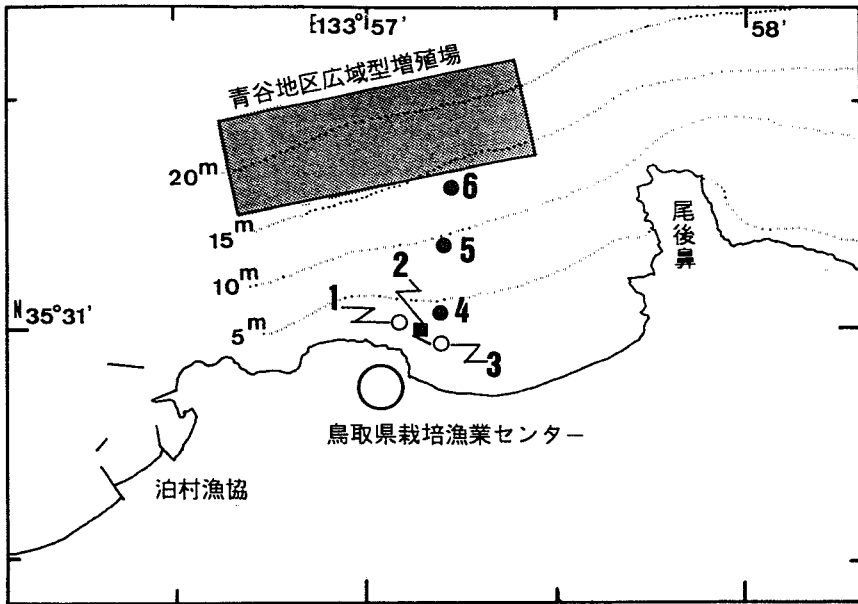 E133°57'
58'
青谷地区広域型増殖場
20m
6
15m
尾後鼻
5
10m
2
1
4
N35°31'
5m
3
鳥取県栽培漁業センター
泊村漁協